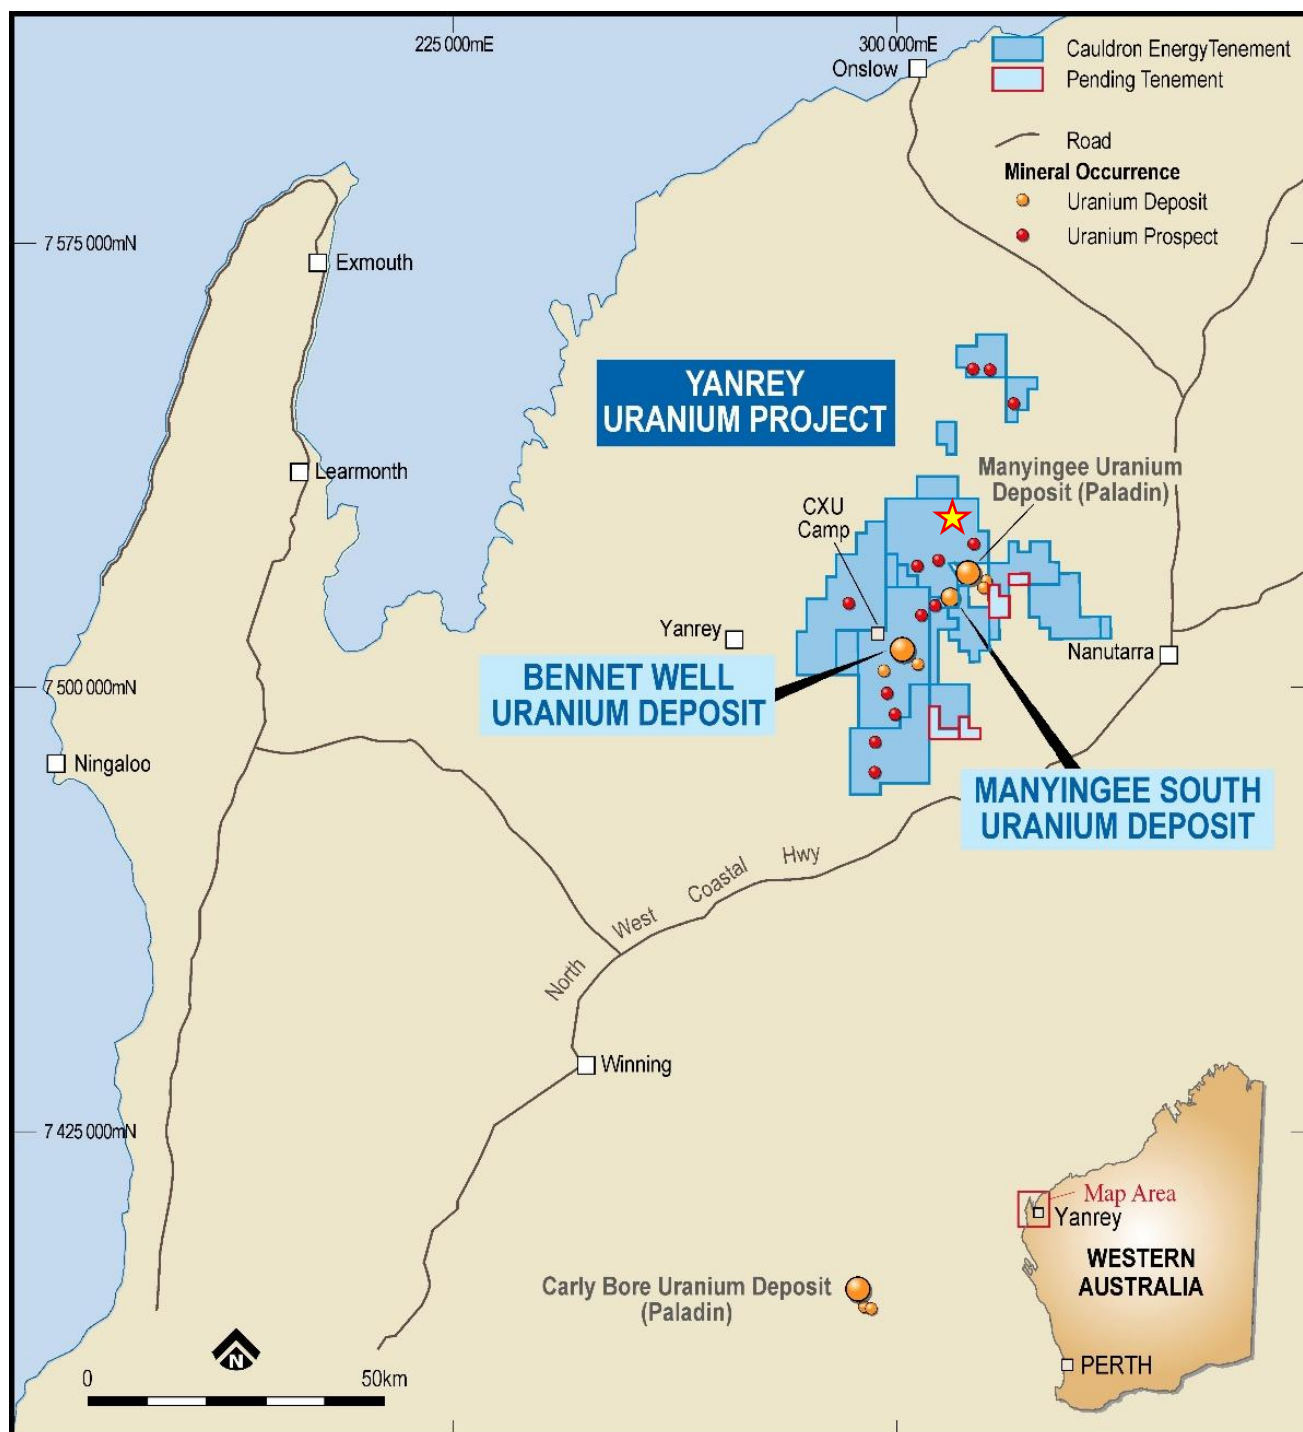 225 000mE
300 000mE
Onslow
Cauldron EnergyTenement
Pending Tenement
Road
Mineral Occurrence
Uranium Deposit
Uranium Prospect
7 575 000mN
Exmouth
YANREY
URANIUM PROJECT
Learmonth
Manyingee Uranium
Deposit (Paladin)
CXU
Camp
Yanrey
Nanutarra
BENNET WELL
URANIUM DEPOSIT
7 500 000mN
Ningaloo
MANYINGEE SOUTH
URANIUM DEPOSIT
North West Coastal Hwy
Winning
7 425 000mN
Map Area
Yanrey
WESTERN
AUSTRALIA
Carly Bore Uranium Deposit
(Paladin)
N
0 50km
PERTH